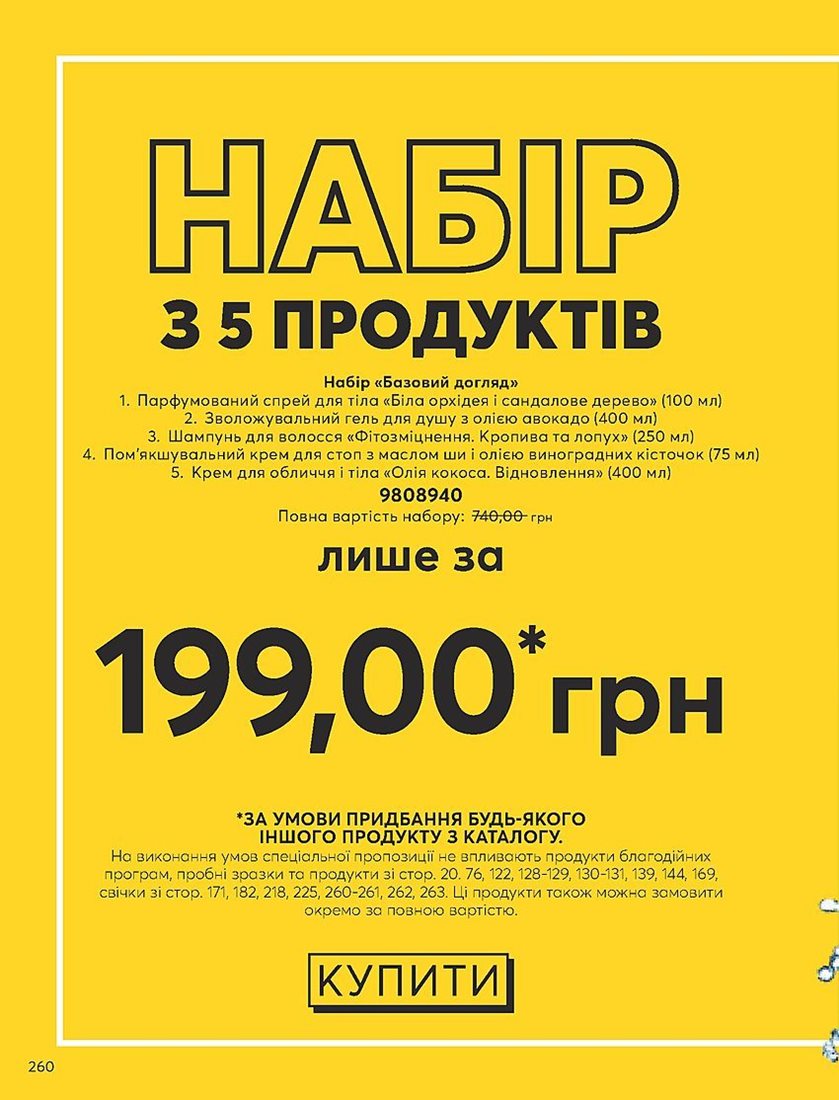 НАБІР
З 5 ПРОДУКТІВ
Набір «Базовий догляд»
1. Парфумований спрей для тіла «Біла орхідея і сандалове дерево» (100 мл)
2. Зволожувальний гель для душу з олією авокадо (400 мл)
3. Шампунь для волосся «Фітозміцнення. Кропива та лопух» (250 мл)
4. Пом’якшувальний крем для стоп з маслом ши і олією виноградних кісточок (75 мл)
5. Крем для обличчя і тіла «Олія кокоса. Відновлення» (400 мл)
9808940
Повна вартість набору: 740,00 грн
лише за
199,00* грн
*ЗА УМОВИ ПРИДБАННЯ БУДЬ-ЯКОГО
ІНШОГО ПРОДУКТУ З КАТАЛОГУ.
На виконання умов спеціальної пропозиції не впливають продукти благодійних
програм, пробні зразки та продукти зі стор. 20. 76, 122, 128-129, 130-131, 139, 144, 169,
свічки зі стор. 171, 182, 218, 225, 260-261, 262, 263. Ці продукти також можна замовити
окремо за повною вартістю.
КУПИТИ
260